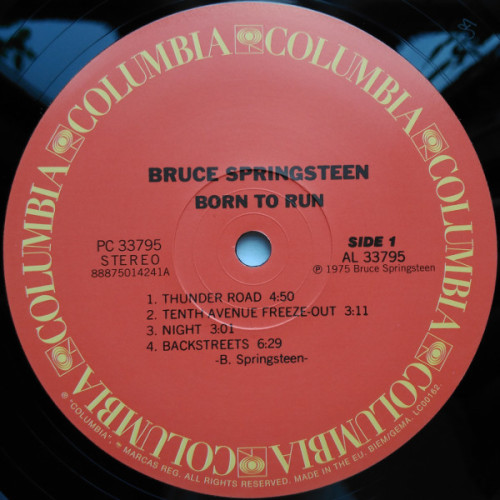 COLUMBIA COLUMBIA COLUMBIA COLUMBIA COLUMBIA COLUMBIA
BRUCE SPRINGSTEEN
BORN TO RUN
PC 33795
STEREO
88875014241A
SIDE 1
AL 33795
℗ 1975 Bruce Springsteen
1. THUNDER ROAD 4:50
2. TENTH AVENUE FREEZE-OUT 3:11
3. NIGHT 3:01
4. BACKSTREETS 6:29
-B. Springsteen-
MARCAS REG. ALL RIGHTS RESERVED. MADE IN THE EU. BIEM/GEMA. LC00162.